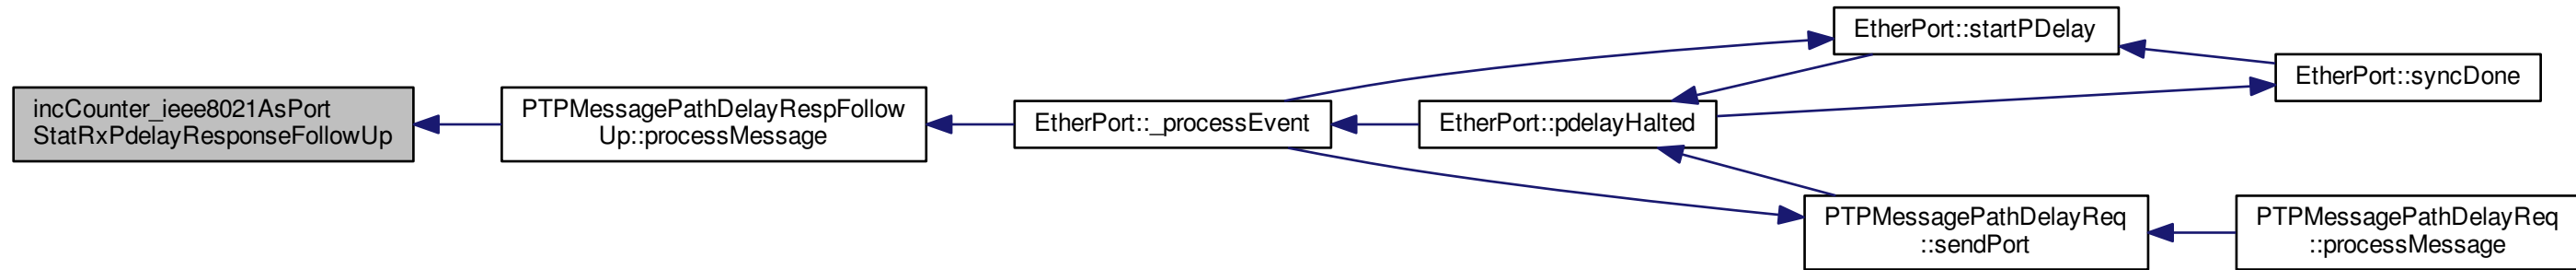 incCounter_ieee8021AsPort
StatRxPdelayResponseFollowUp
PTPMessagePathDelayRespFollow
Up::processMessage
EtherPort::_processEvent
EtherPort::pdelayHalted
EtherPort::startPDelay
EtherPort::syncDone
PTPMessagePathDelayReq
::sendPort
PTPMessagePathDelayReq
::processMessage